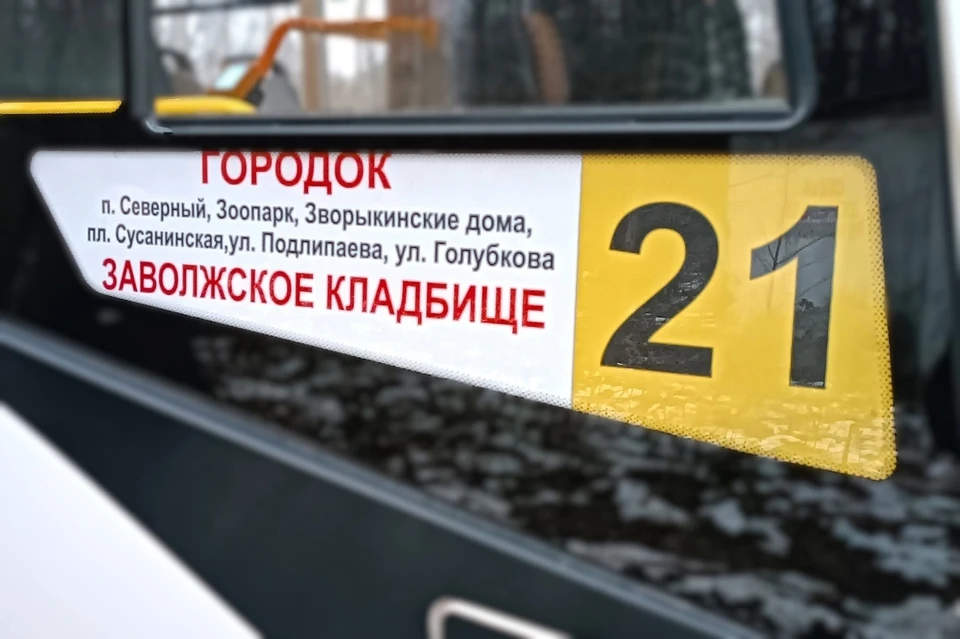 ГОРОДОК
п. Северный, Зоопарк, Зворыкинские дома,
пл. Сусанинская,ул. Подлипаева, ул. Голубкова
ЗАВОЛЖСКОЕ КЛАДБИЩЕ
21